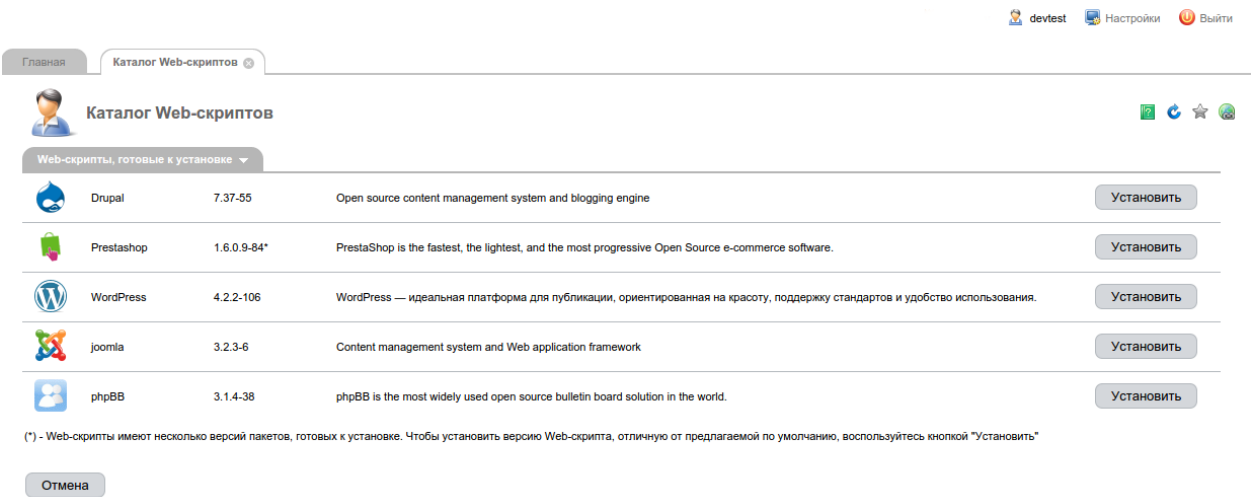 devtest Настройки Выйти
Главная Каталог Web-скриптов
Каталог Web-скриптов
Web-скрипты, готовые к установке
Drupal 7.37-55 Open source content management system and blogging engine Установить
Prestashop 1.6.0.9-84* PrestaShop is the fastest, the lightest, and the most progressive Open Source e-commerce software. Установить
WordPress 4.2.2-106 WordPress — идеальная платформа для публикации, ориентированная на красоту, поддержку стандартов и удобство использования. Установить
joomla 3.2.3-6 Content management system and Web application framework Установить
phpBB 3.1.4-38 phpBB is the most widely used open source bulletin board solution in the world. Установить
(*) - Web-скрипты имеют несколько версий пакетов, готовых к установке. Чтобы установить версию Web-скрипта, отличную от предлагаемой по умолчанию, воспользуйтесь кнопкой "Установить"
Отмена